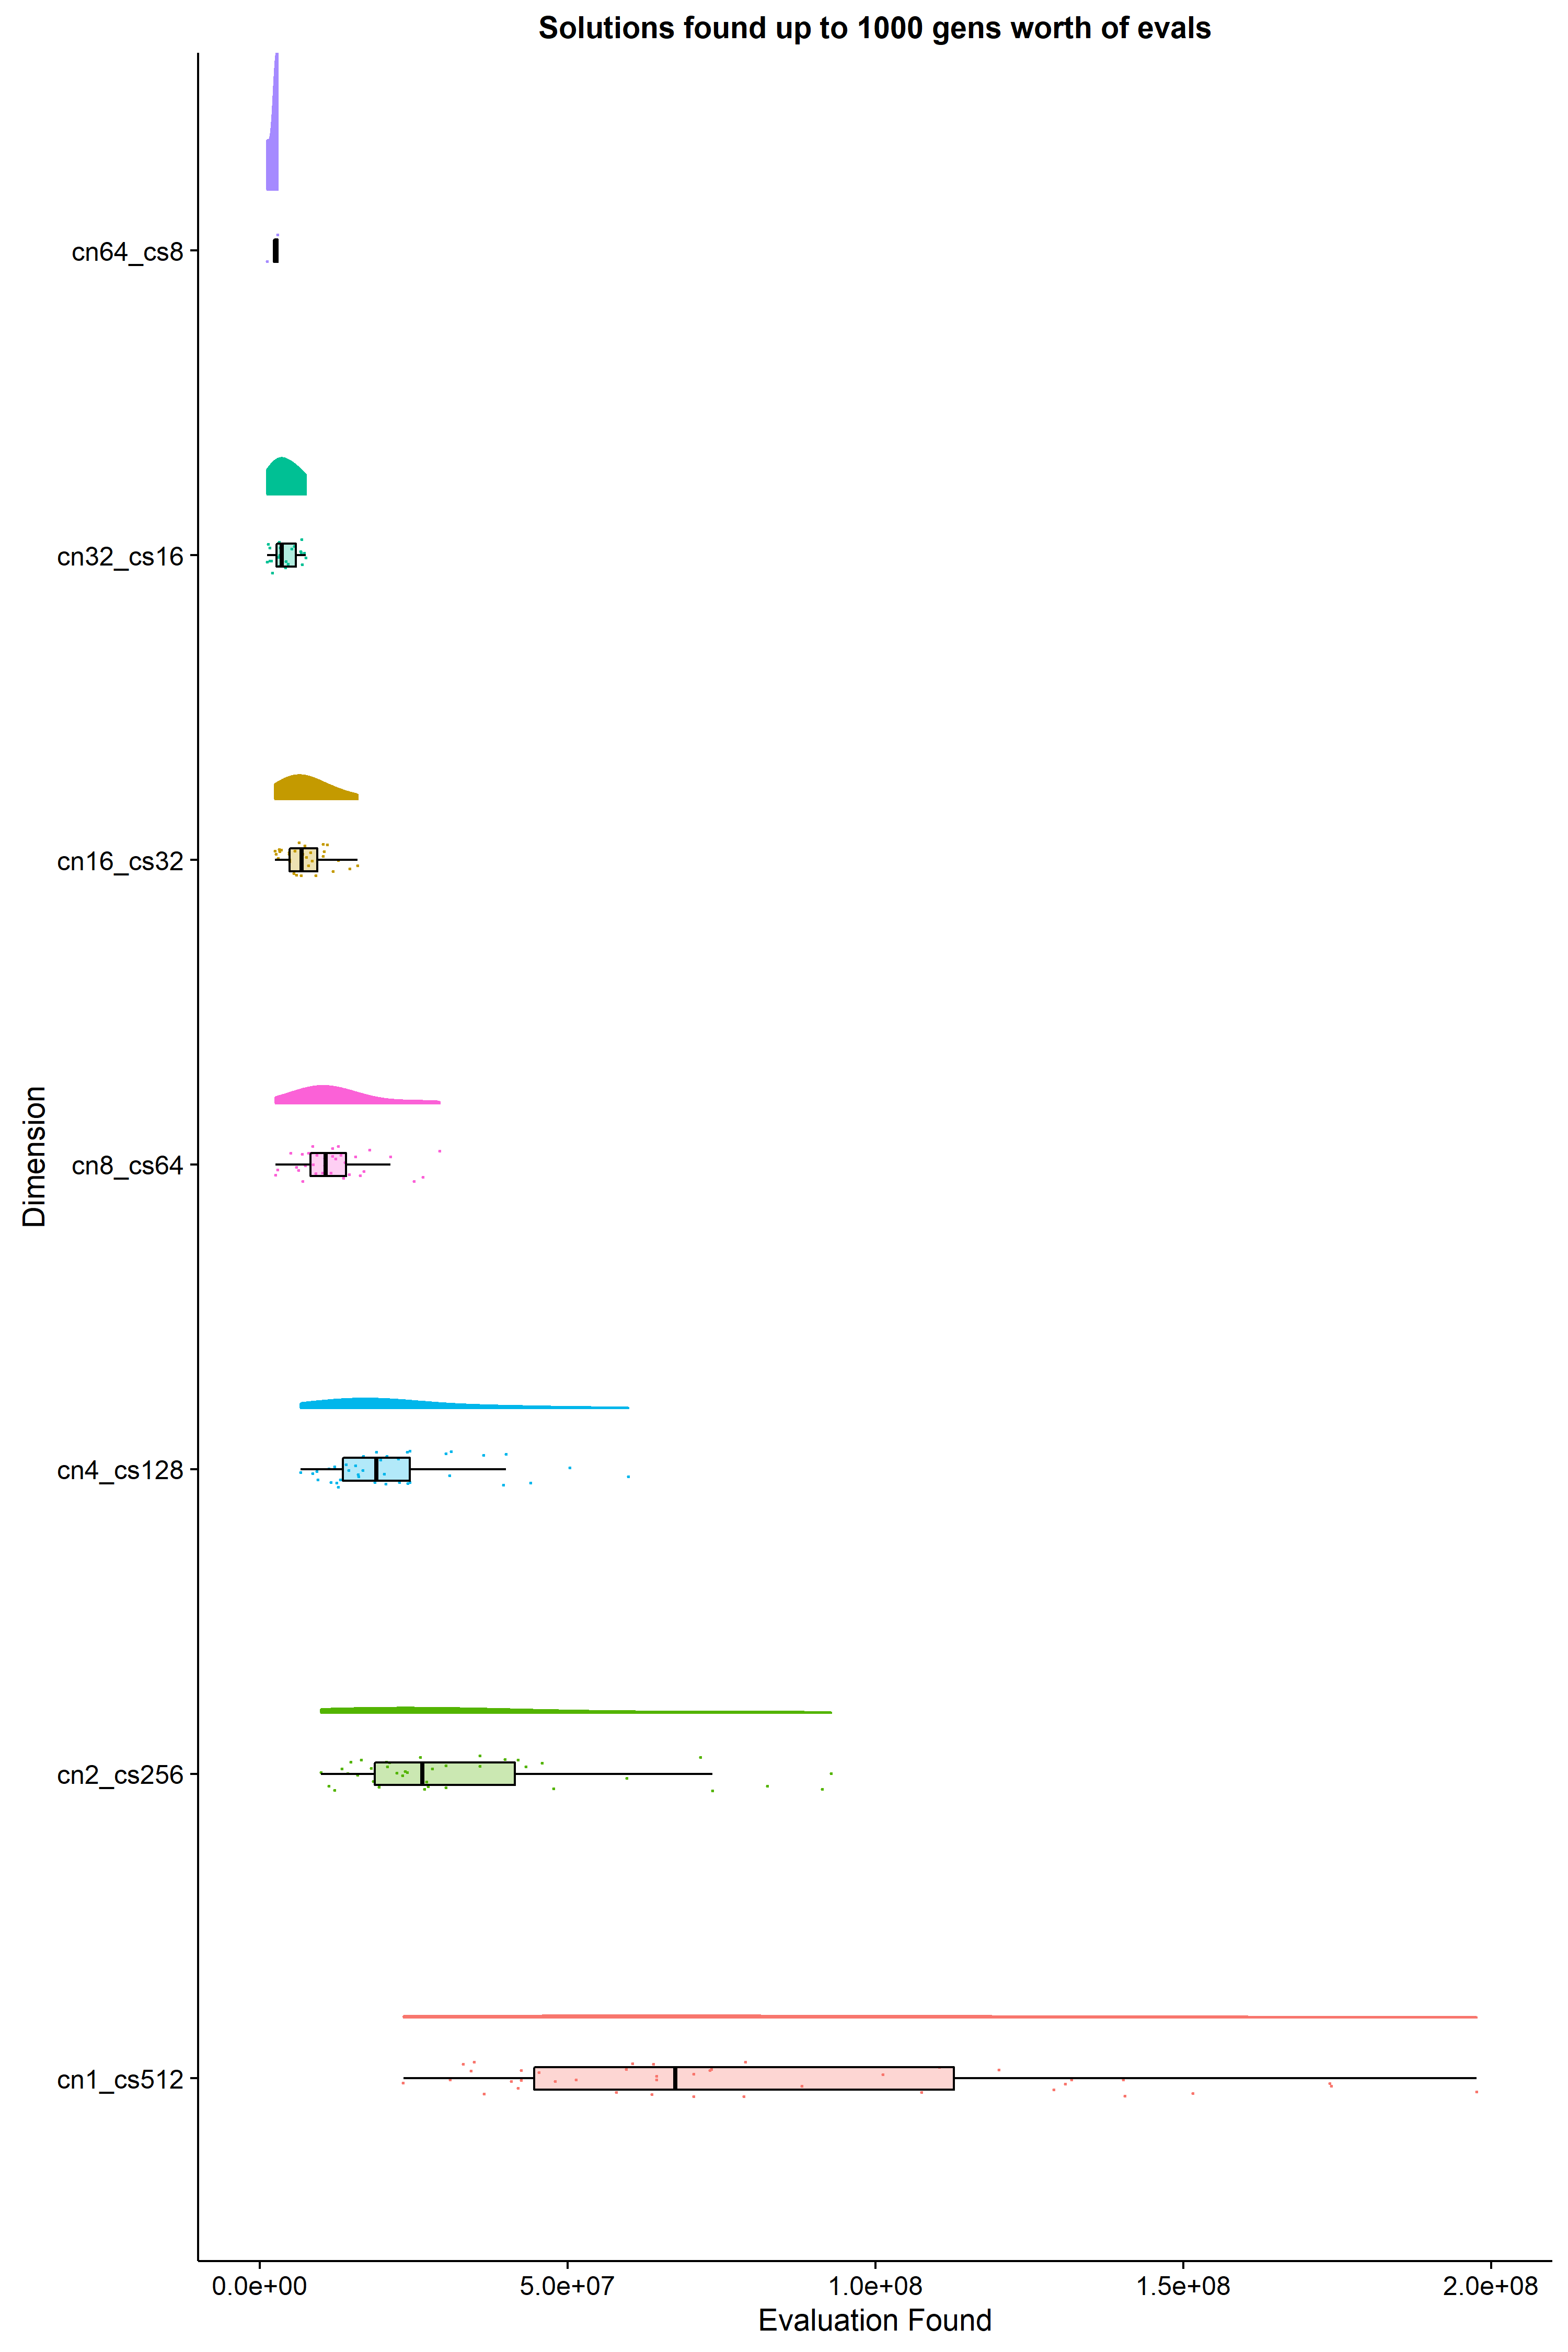 Solutions found up to 1000 gens worth of evals
cn64_cs8
cn32_cs16
cn16_cs32
cn8_cs64
cn4_cs128
cn2_cs256
cn1_cs512
Dimension
0.0e+00 5.0e+07 1.0e+08 1.5e+08 2.0e+08
Evaluation Found